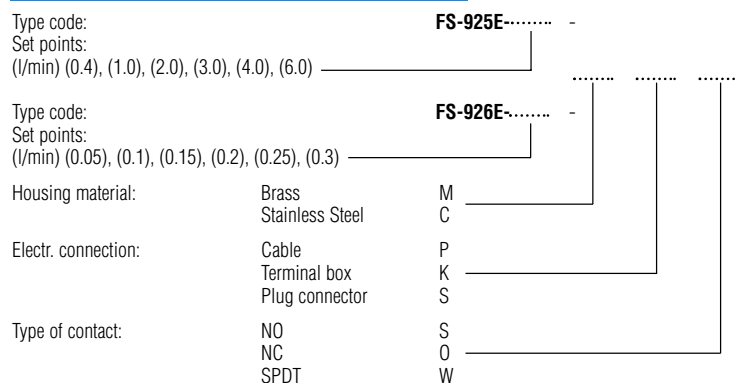 Type code: FS-925E-........ -
Set points:
(l/min) (0.4), (1.0), (2.0), (3.0), (4.0), (6.0)
........ ........ ........
Type code: FS-926E-........ -
Set points:
(l/min) (0.05), (0.1), (0.15), (0.2), (0.25), (0.3)
Housing material: Brass M
Stainless Steel C
Electr. connection: Cable P
Terminal box K
Plug connector S
Type of contact: NO S
NC O
SPDT W